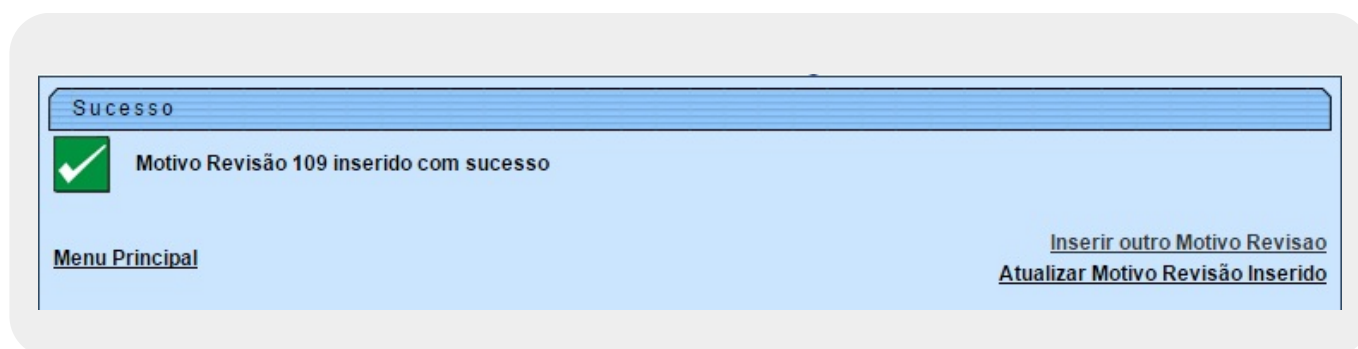 Sucesso
Motivo Revisão 109 inserido com sucesso
Menu Principal
Inserir outro Motivo Revisao
Atualizar Motivo Revisão Inserido